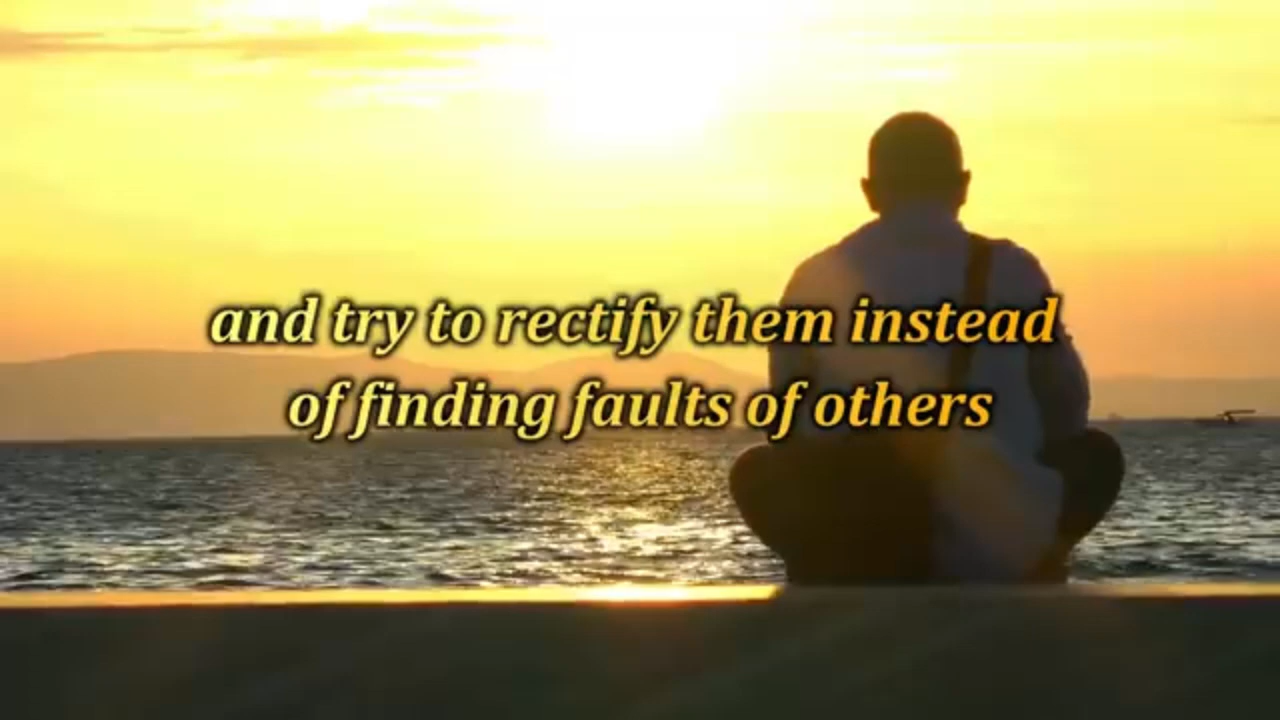 and try to rectify them instead
of finding faults of others